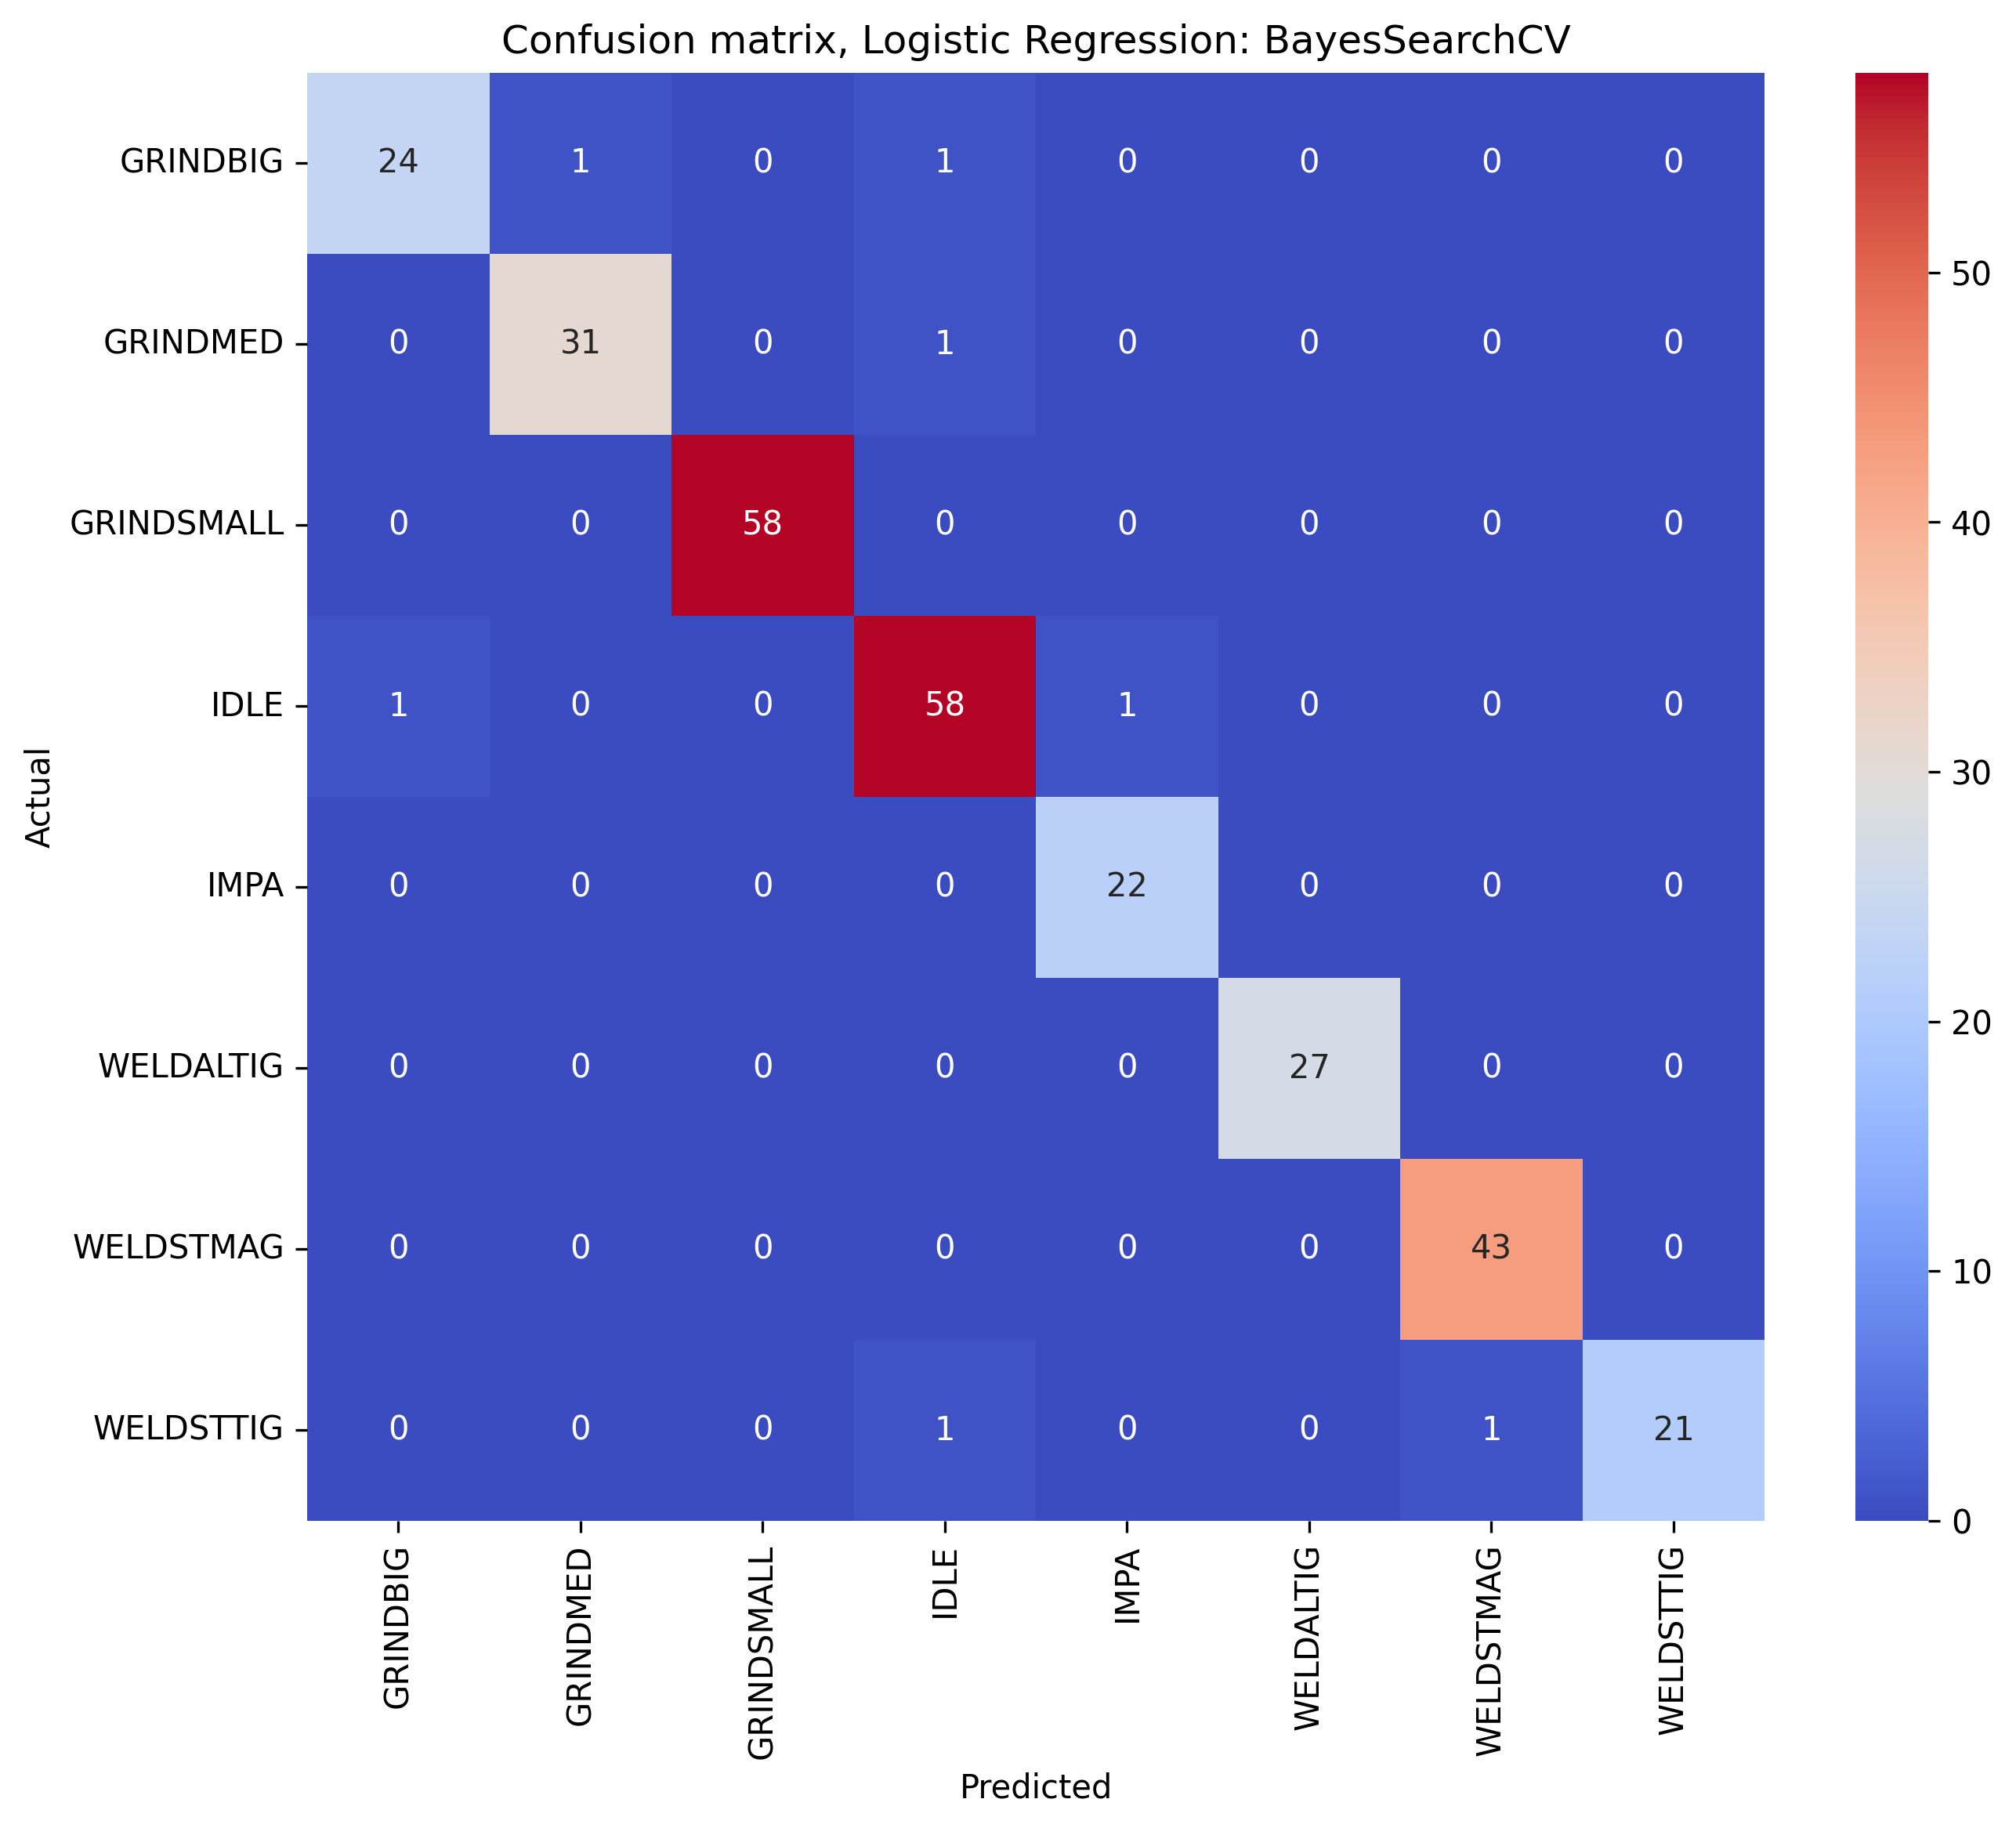 Confusion matrix, Logistic Regression: BayesSearchCV
GRINDBIG 24 1 0 1 0 0 0 0
GRINDMED 0 31 0 1 0 0 0 0
GRINDSMALL 0 0 58 0 0 0 0 0
IDLE 1 0 0 58 1 0 0 0
IMPA 0 0 0 0 22 0 0 0
WELDALTIG 0 0 0 0 0 27 0 0
WELDSTMAG 0 0 0 0 0 0 43 0
WELDSTTIG 0 0 0 1 0 0 1 21
Actual
GRINDBIG
GRINDMED
GRINDSMALL
IDLE
IMPA
WELDALTIG
WELDSTMAG
WELDSTTIG
Predicted
50
40
30
20
10
0